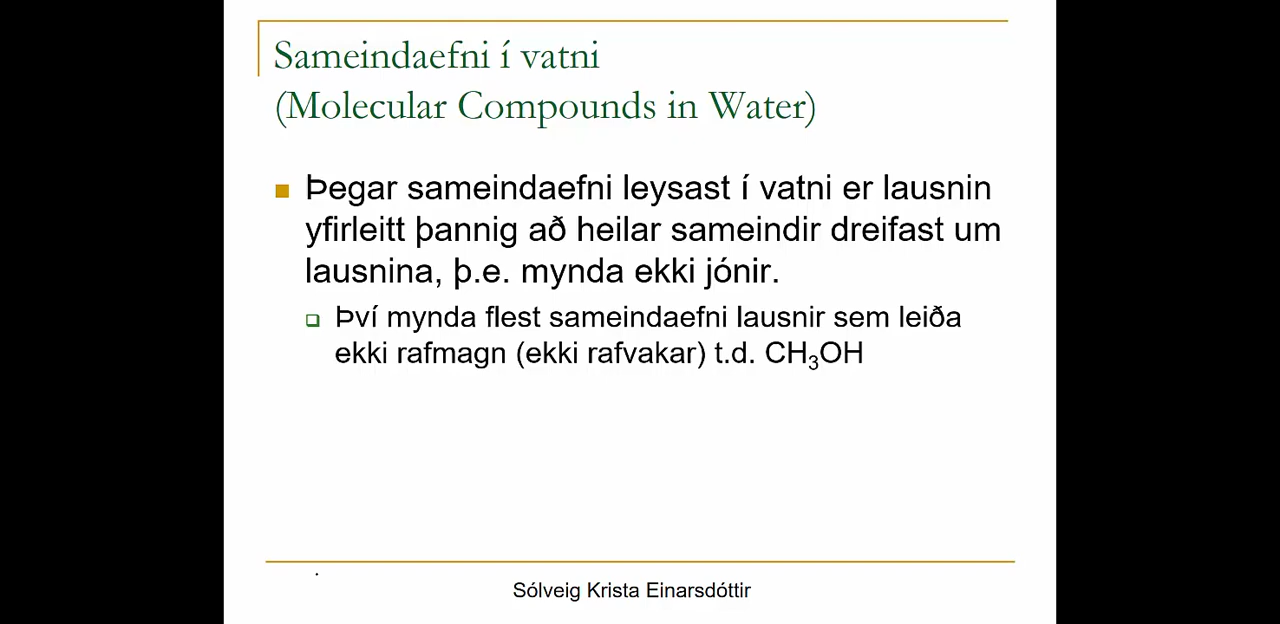 Sameindaefni í vatni
(Molecular Compounds in Water)
Þegar sameindaefni leysast í vatni er lausnin
yfirleitt þannig að heilar sameindir dreifast um
lausnina, þ.e. mynda ekki jónir.
Því mynda flest sameindaefni lausnir sem leiða
ekki rafmagn (ekki rafvakar) t.d. CH₃OH
Sólveig Krista Einarsdóttir